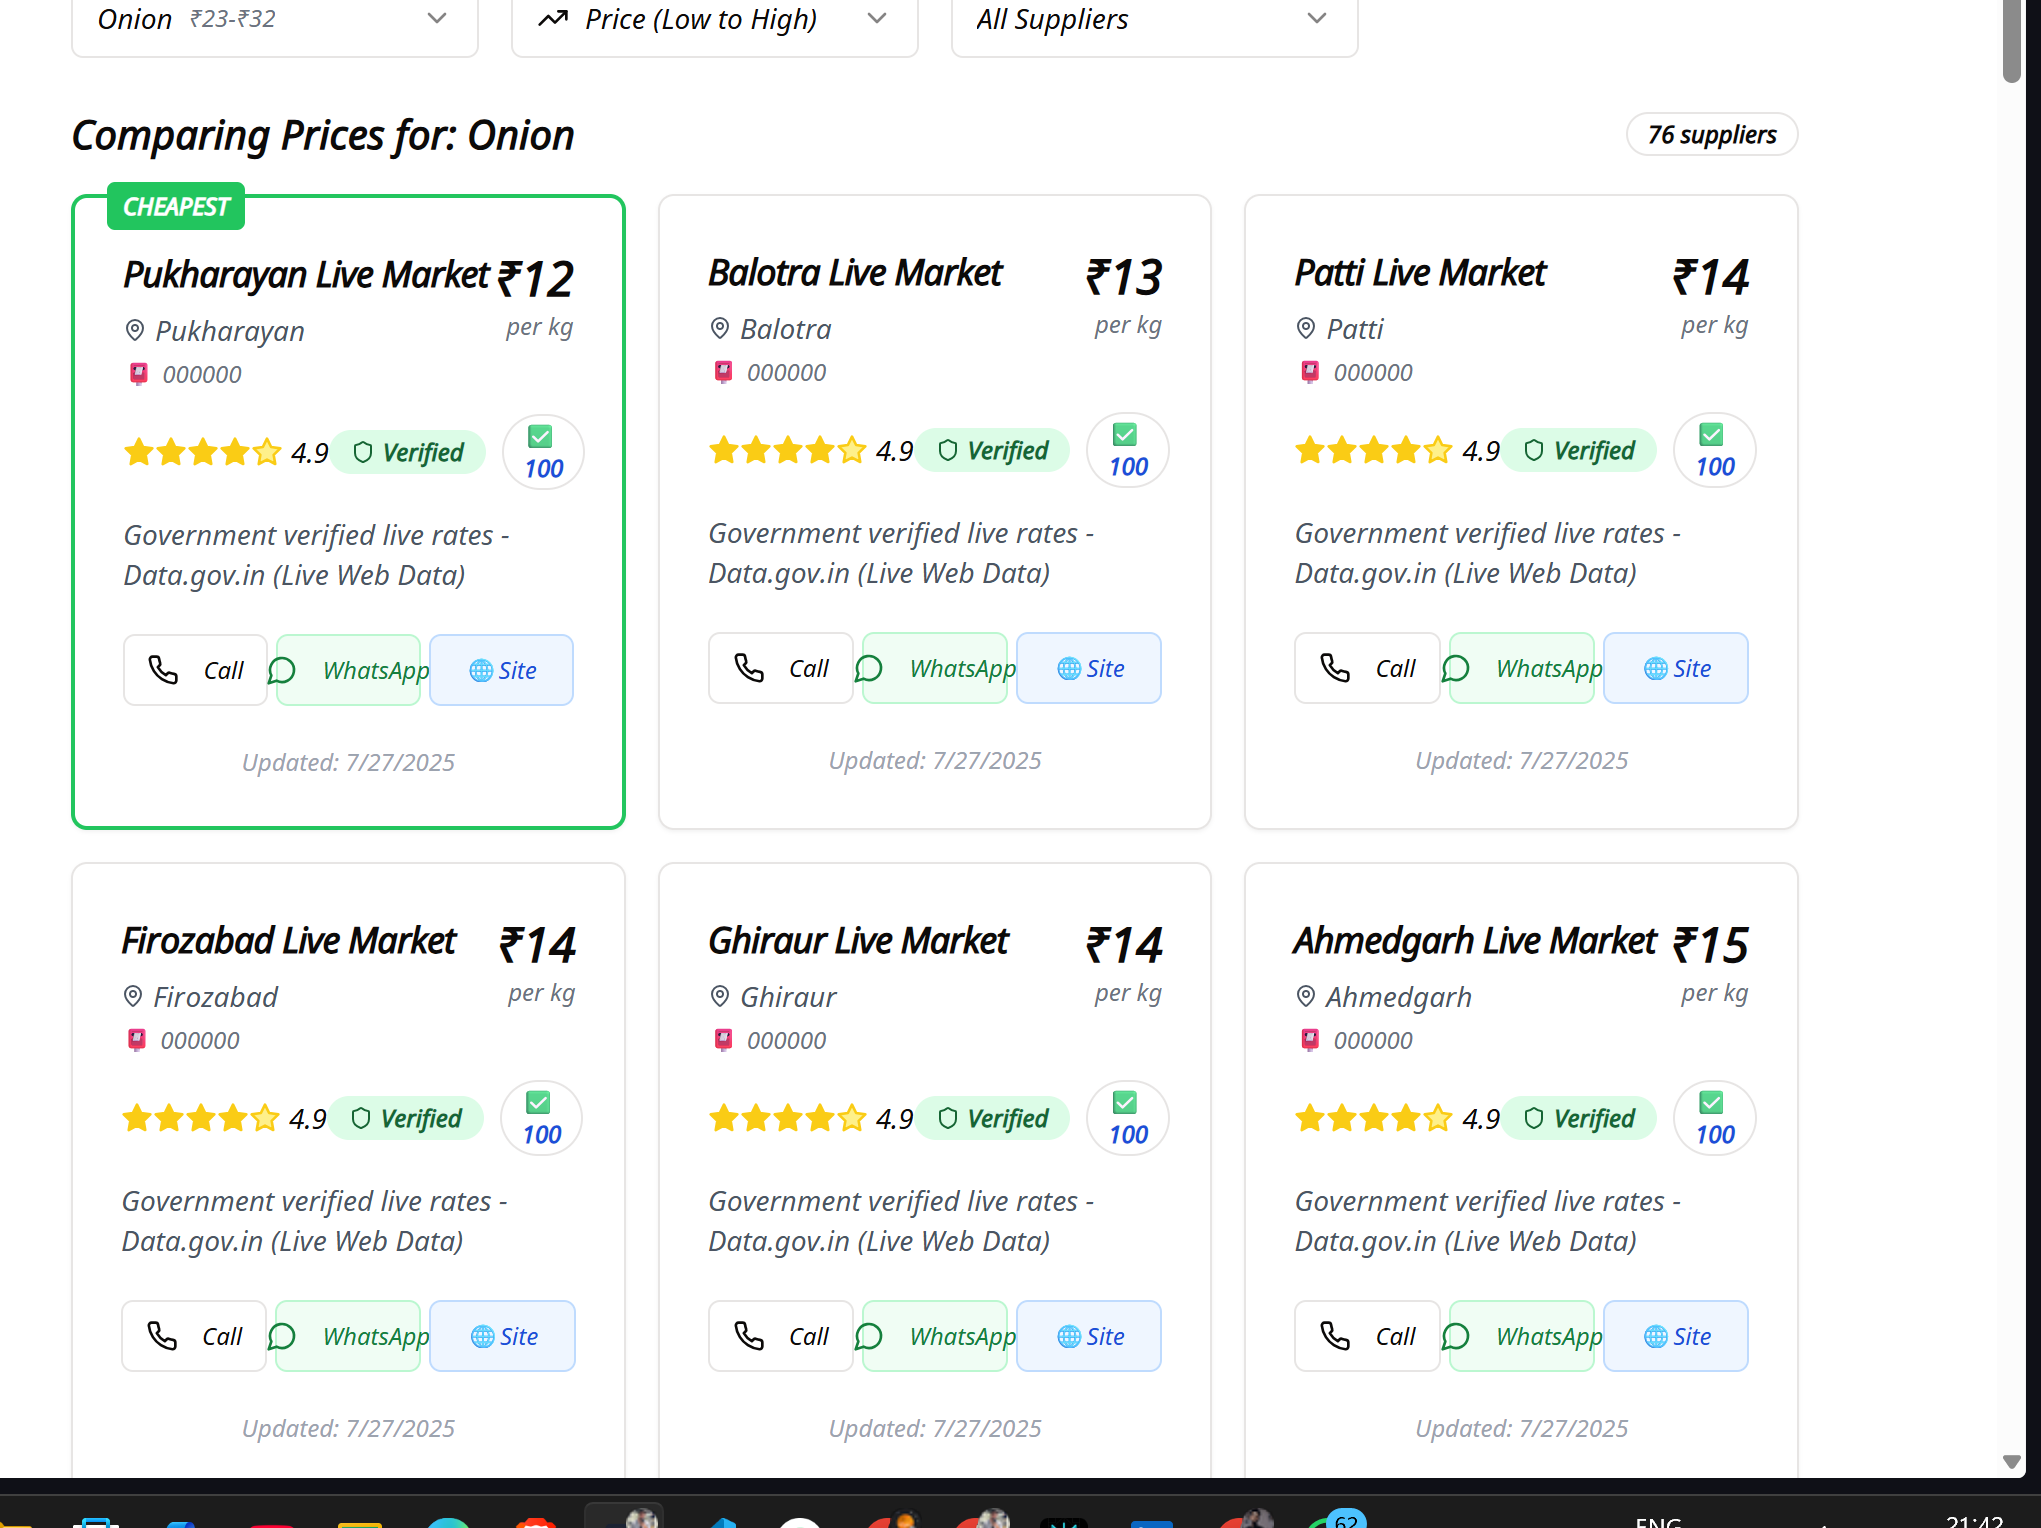 Onion ₹23-₹32
Price (Low to High)
All Suppliers
Comparing Prices for: Onion
76 suppliers
CHEAPEST
Pukharayan Live Market ₹12
Pukharayan per kg
000000
4.9 Verified 100
Government verified live rates -
Data.gov.in (Live Web Data)
Call WhatsApp Site
Updated: 7/27/2025
Balotra Live Market ₹13
Balotra per kg
000000
4.9 Verified 100
Government verified live rates -
Data.gov.in (Live Web Data)
Call WhatsApp Site
Updated: 7/27/2025
Patti Live Market ₹14
Patti per kg
000000
4.9 Verified 100
Government verified live rates -
Data.gov.in (Live Web Data)
Call WhatsApp Site
Updated: 7/27/2025
Firozabad Live Market ₹14
Firozabad per kg
000000
4.9 Verified 100
Government verified live rates -
Data.gov.in (Live Web Data)
Call WhatsApp Site
Updated: 7/27/2025
Ghiraur Live Market ₹14
Ghiraur per kg
000000
4.9 Verified 100
Government verified live rates -
Data.gov.in (Live Web Data)
Call WhatsApp Site
Updated: 7/27/2025
Ahmedgarh Live Market ₹15
Ahmedgarh per kg
000000
4.9 Verified 100
Government verified live rates -
Data.gov.in (Live Web Data)
Call WhatsApp Site
Updated: 7/27/2025
62
ENG
21:42